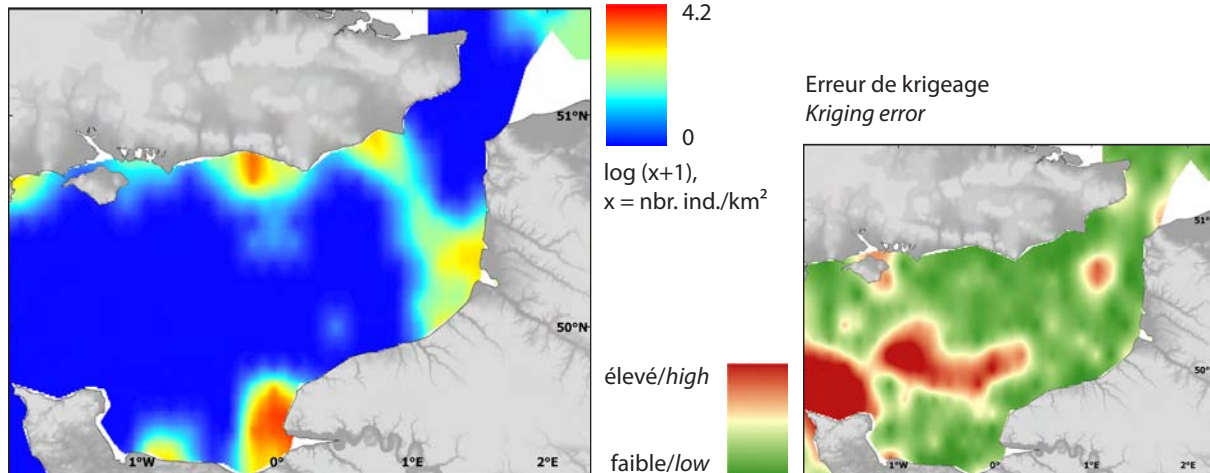 4.2
0
log (x+1),
x = nbr. ind./km²
51°N
50°N
1°W
0°
1°E
2°E
Erreur de krigeage
Kriging error
élevé/high
faible/low
51°
50°
1°W
0°
1°E
2°E